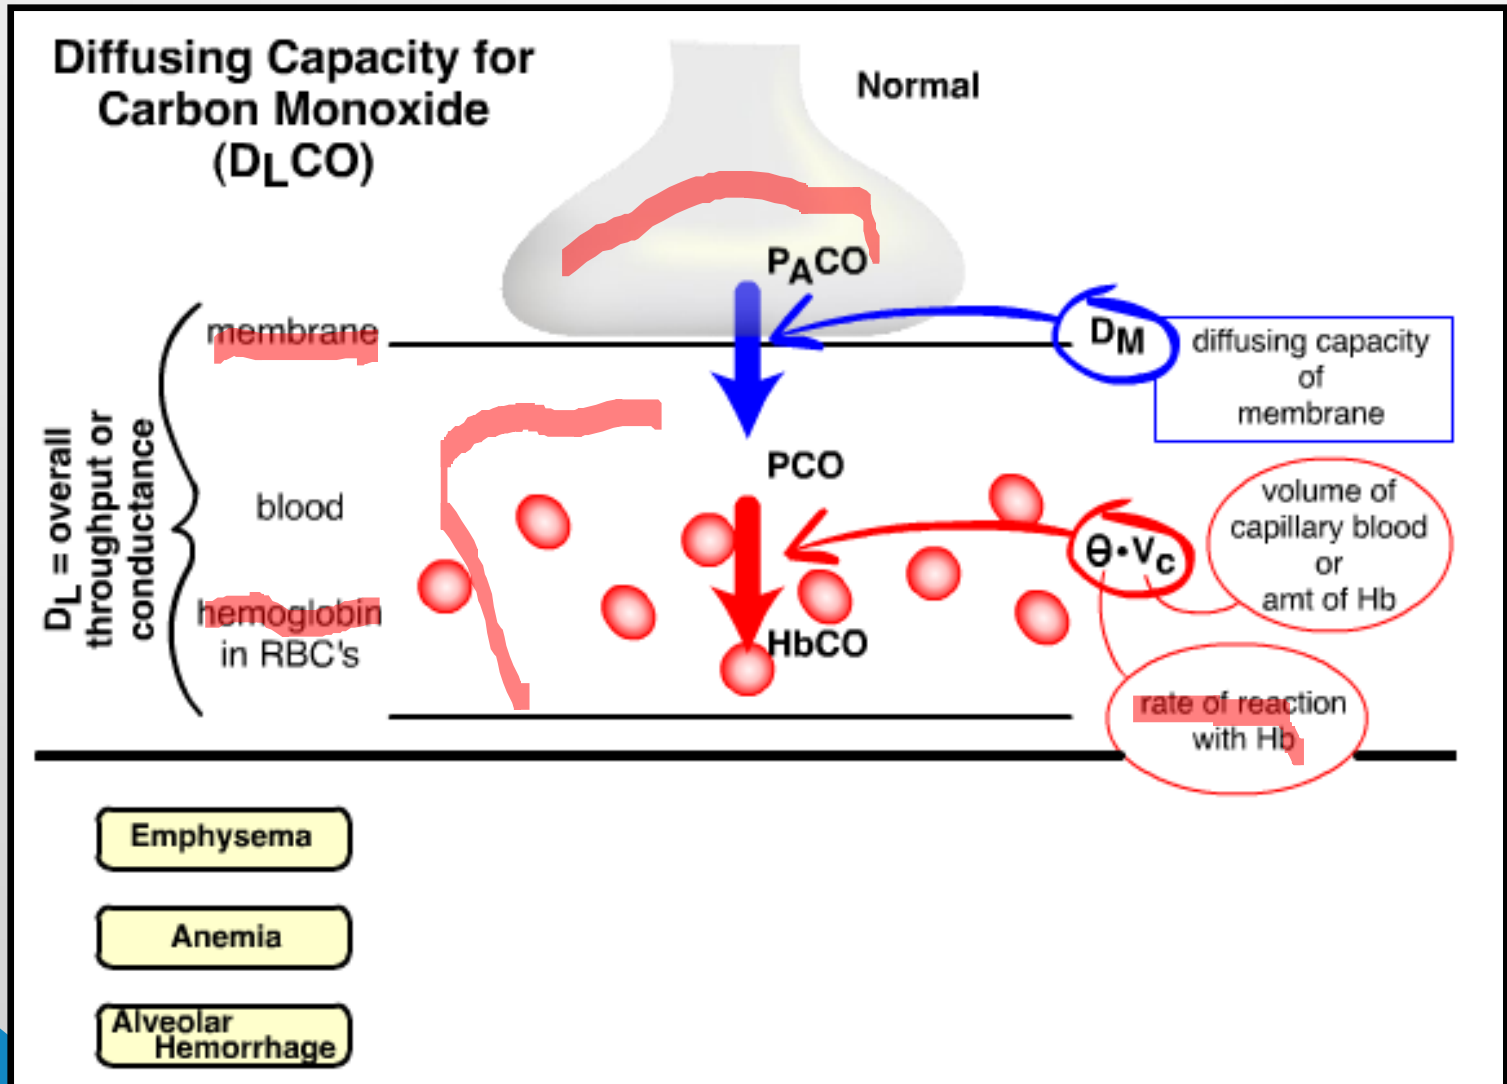 Diffusing Capacity for
Carbon Monoxide
(DLCO)
Normal
PACO
membrane
DM
diffusing capacity
of
membrane
DL = overall
throughput or
conductance
blood
PCO
θ•Vc
volume of
capillary blood
or
amt of Hb
hemoglobin
in RBC's
HbCO
rate of reaction
with Hb
Emphysema
Anemia
Alveolar
Hemorrhage